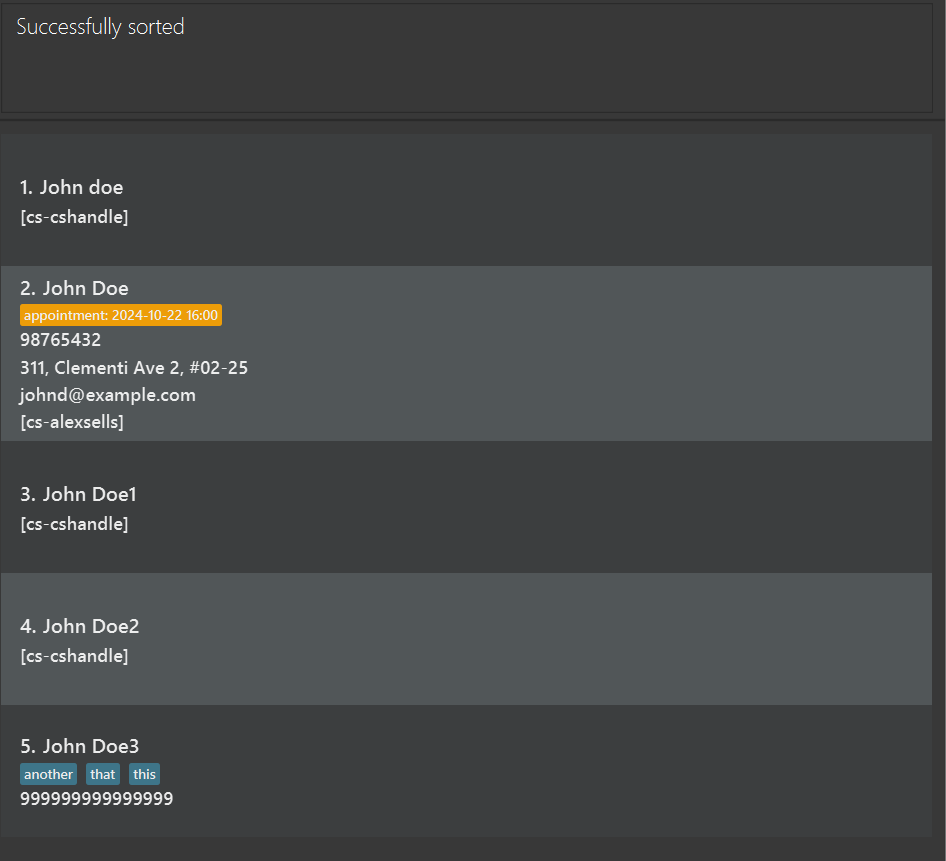 Successfully sorted
1. John doe
[cs-cshandle]
2. John Doe
appointment: 2024-10-22 16:00
98765432
311, Clementi Ave 2, #02-25
johnd@example.com
[cs-alexsells]
3. John Doe1
[cs-cshandle]
4. John Doe2
[cs-cshandle]
5. John Doe3
another that this
999999999999999